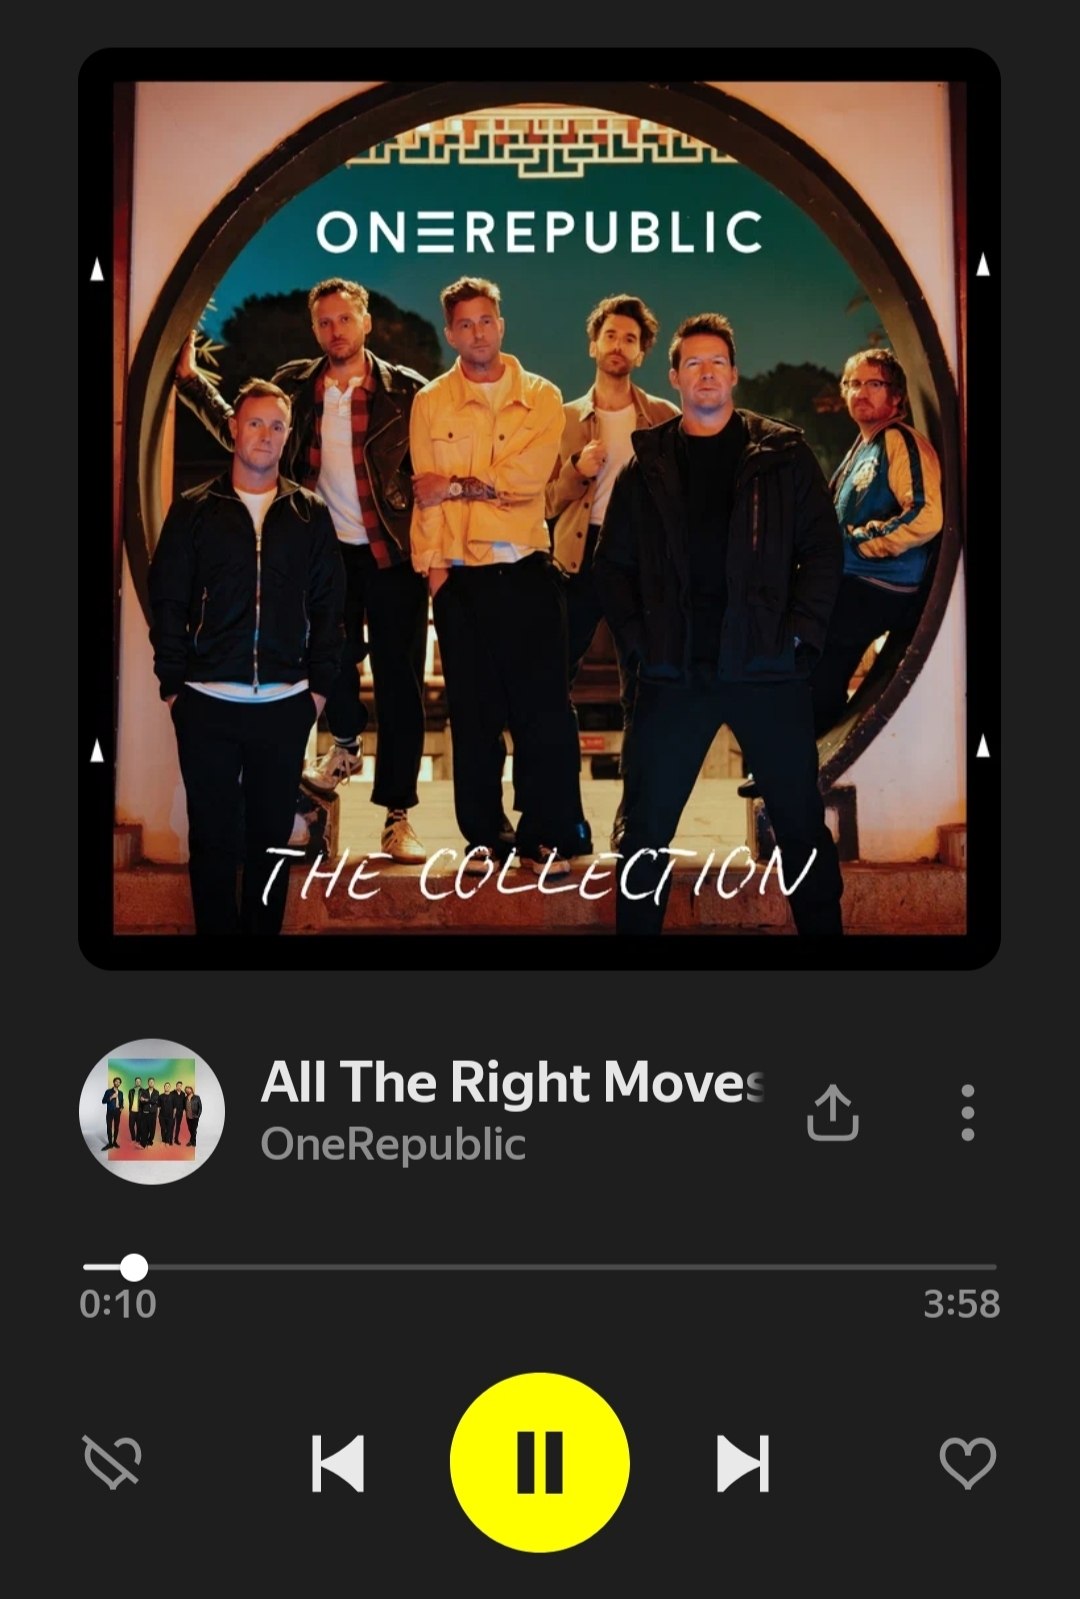 ONEREPUBLIC
THE COLLECTION
All The Right Moves
OneRepublic
0:10
3:58